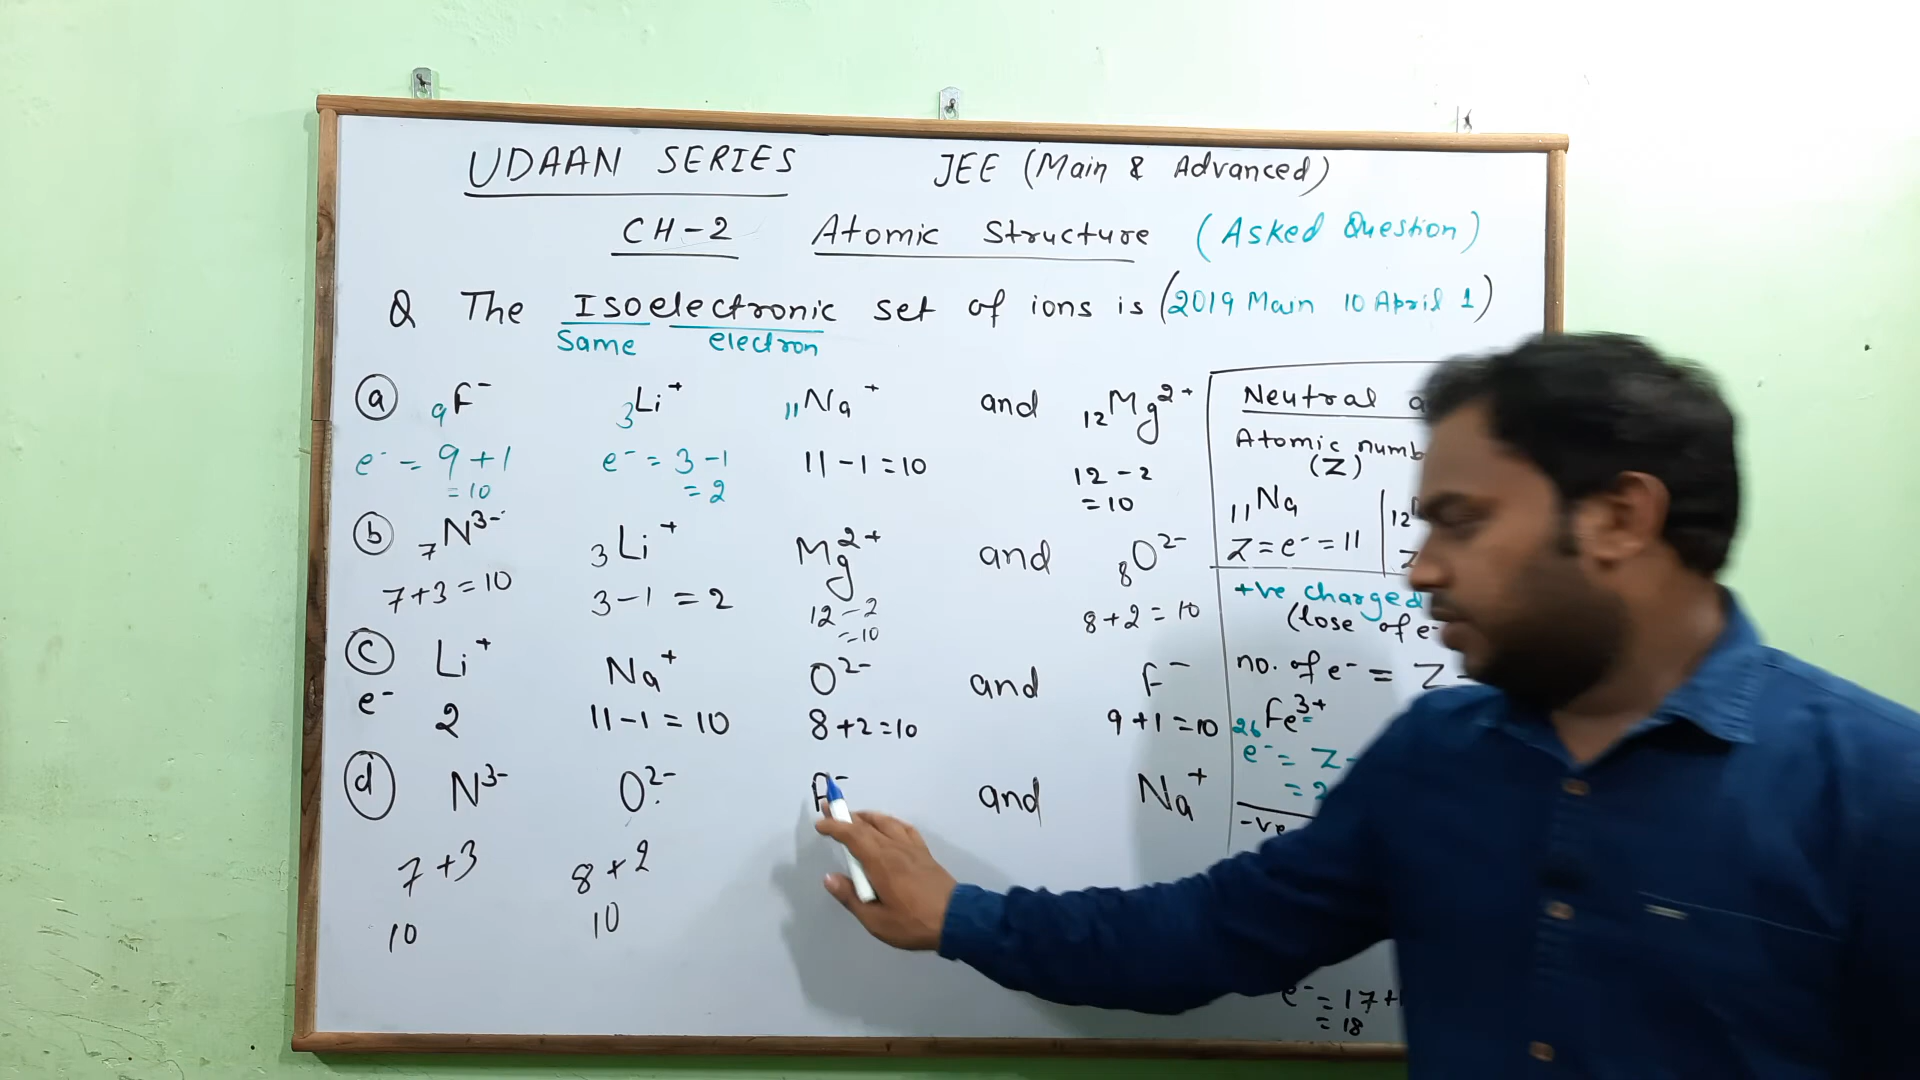 UDAAN SERIES JEE (Main & Advanced)
CH-2 Atomic Structure (Asked Question)
Q The Isoelectronic set of ions is (2019 Main 10 April 1)
Same electron
(a) ₉F⁻ ₃Li⁺ ₁₁Na⁺ and ₁₂Mg²⁺
e⁻ = 9+1 e⁻ = 3-1 11-1=10 12-2
=10 =2 =10
(b) ₇N³⁻ ₃Li⁺ Mg²⁺ and ₈O²⁻
7+3=10 3-1=2 12-2 8+2=10
=10
(c) Li⁺ Na⁺ O²⁻ and F⁻
e⁻ 2 11-1=10 8+2=10 9+1=10
(d) N³⁻ O²⁻ F⁻ and Na⁺
7+3 8+2
10 10
Neutral
Atomic
(Z)
₁₁Na
Z=e⁻=11
12
Z
+ve charged
(lose of e⁻
no. of e⁻ = Z
₂₆Fe³⁺
e⁻ = Z-
= 2
-ve
e⁻ = 17+
= 18